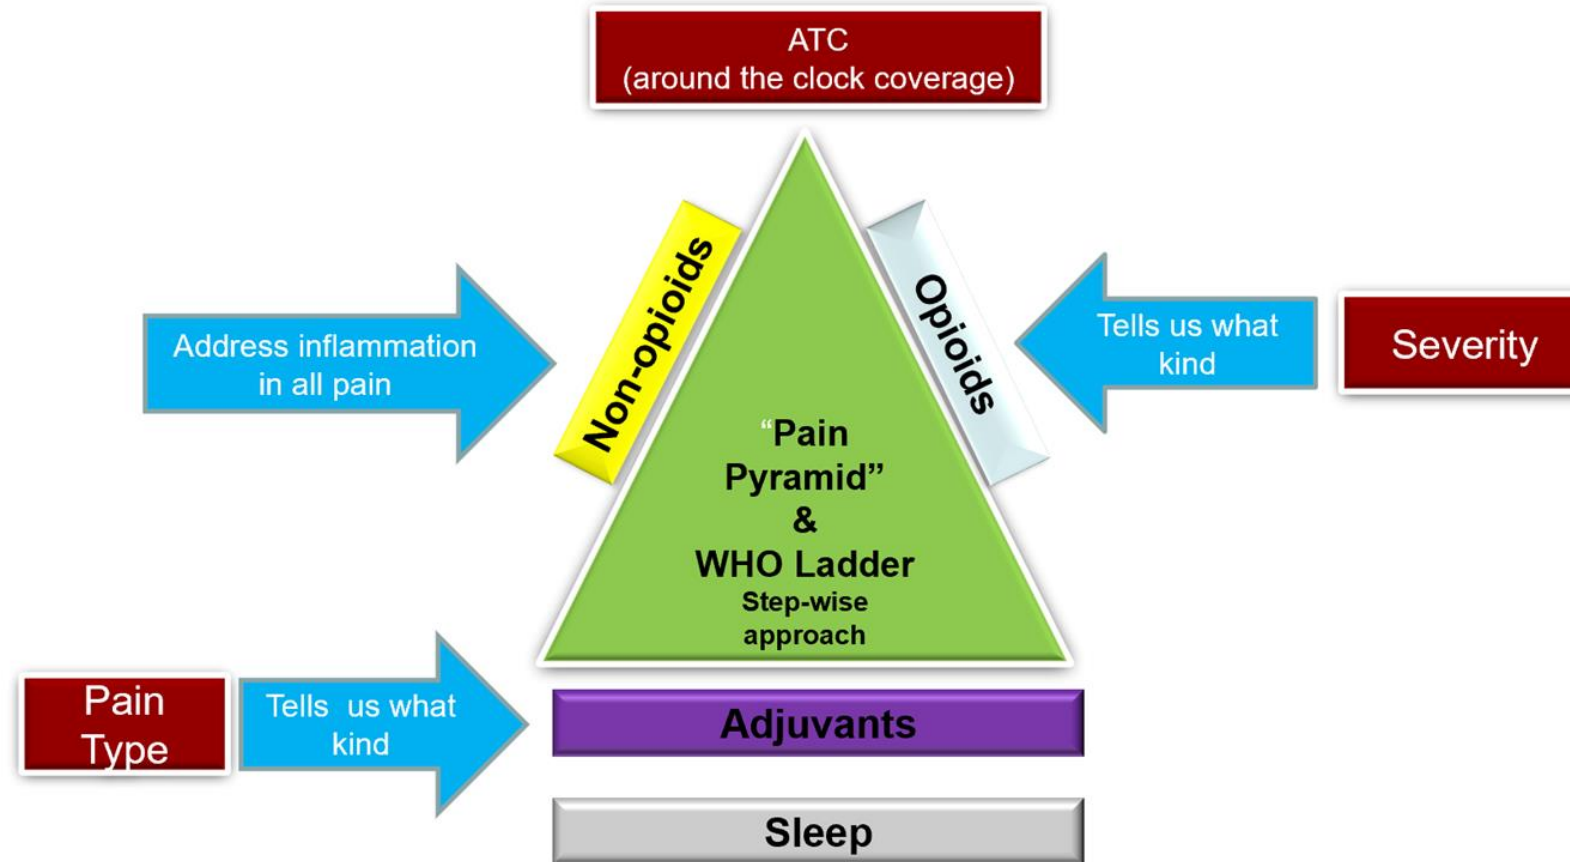 ATC
(around the clock coverage)
Non-opioids
Opioids
Address inflammation
in all pain
Tells us what
kind
Severity
“Pain
Pyramid”
&
WHO Ladder
Step-wise
approach
Pain
Type
Tells us what
kind
Adjuvants
Sleep